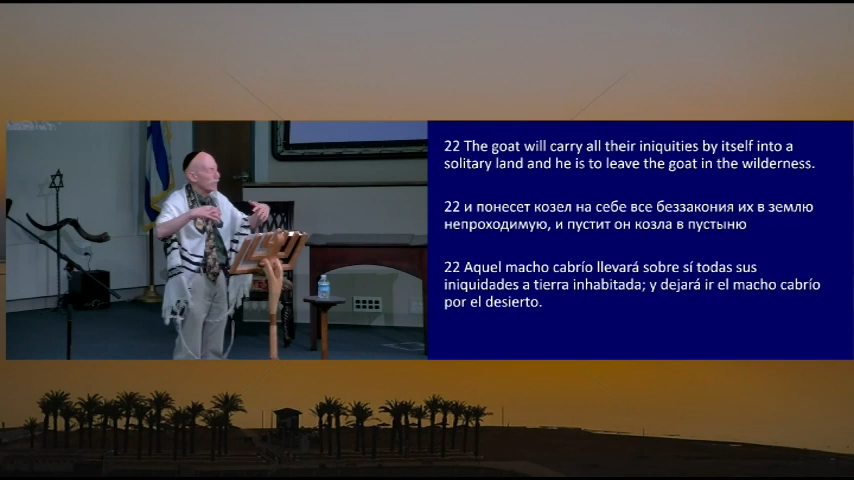 22 The goat will carry all their iniquities by itself into a
solitary land and he is to leave the goat in the wilderness.
22 и понесет козел на себе все беззакония их в землю
непроходимую, и пустит он козла в пустыню
22 Aquel macho cabrío llevará sobre sí todas sus
iniquidades a tierra inhabitada; y dejará ir el macho cabrío
por el desierto.